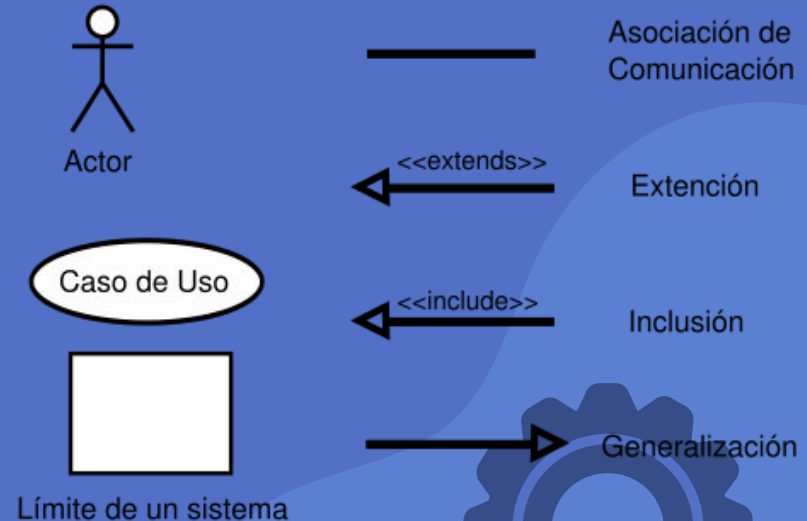 Actor
Caso de Uso
Límite de un sistema
Asociación de
Comunicación
<<extends>>
Extención
<<include>>
Inclusión
Generalización